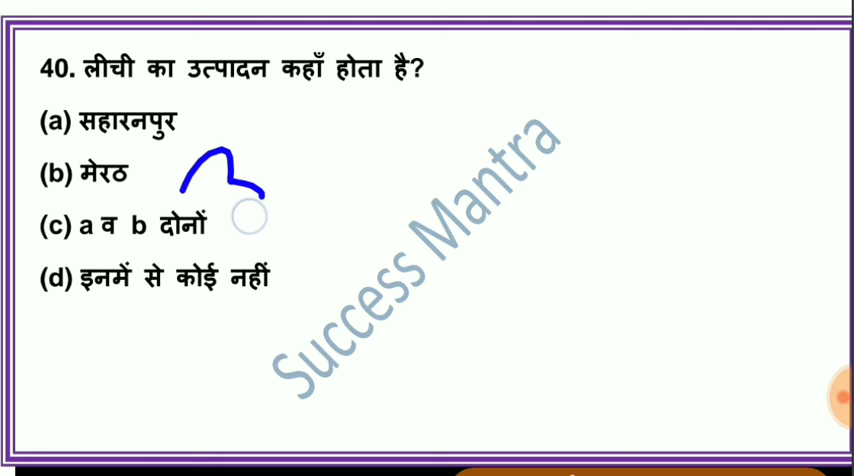 40. लीची का उत्पादन कहाँ होता है?
(a) सहारनपुर
(b) मेरठ
(c) a व b दोनों
(d) इनमें से कोई नहीं
Success Mantra